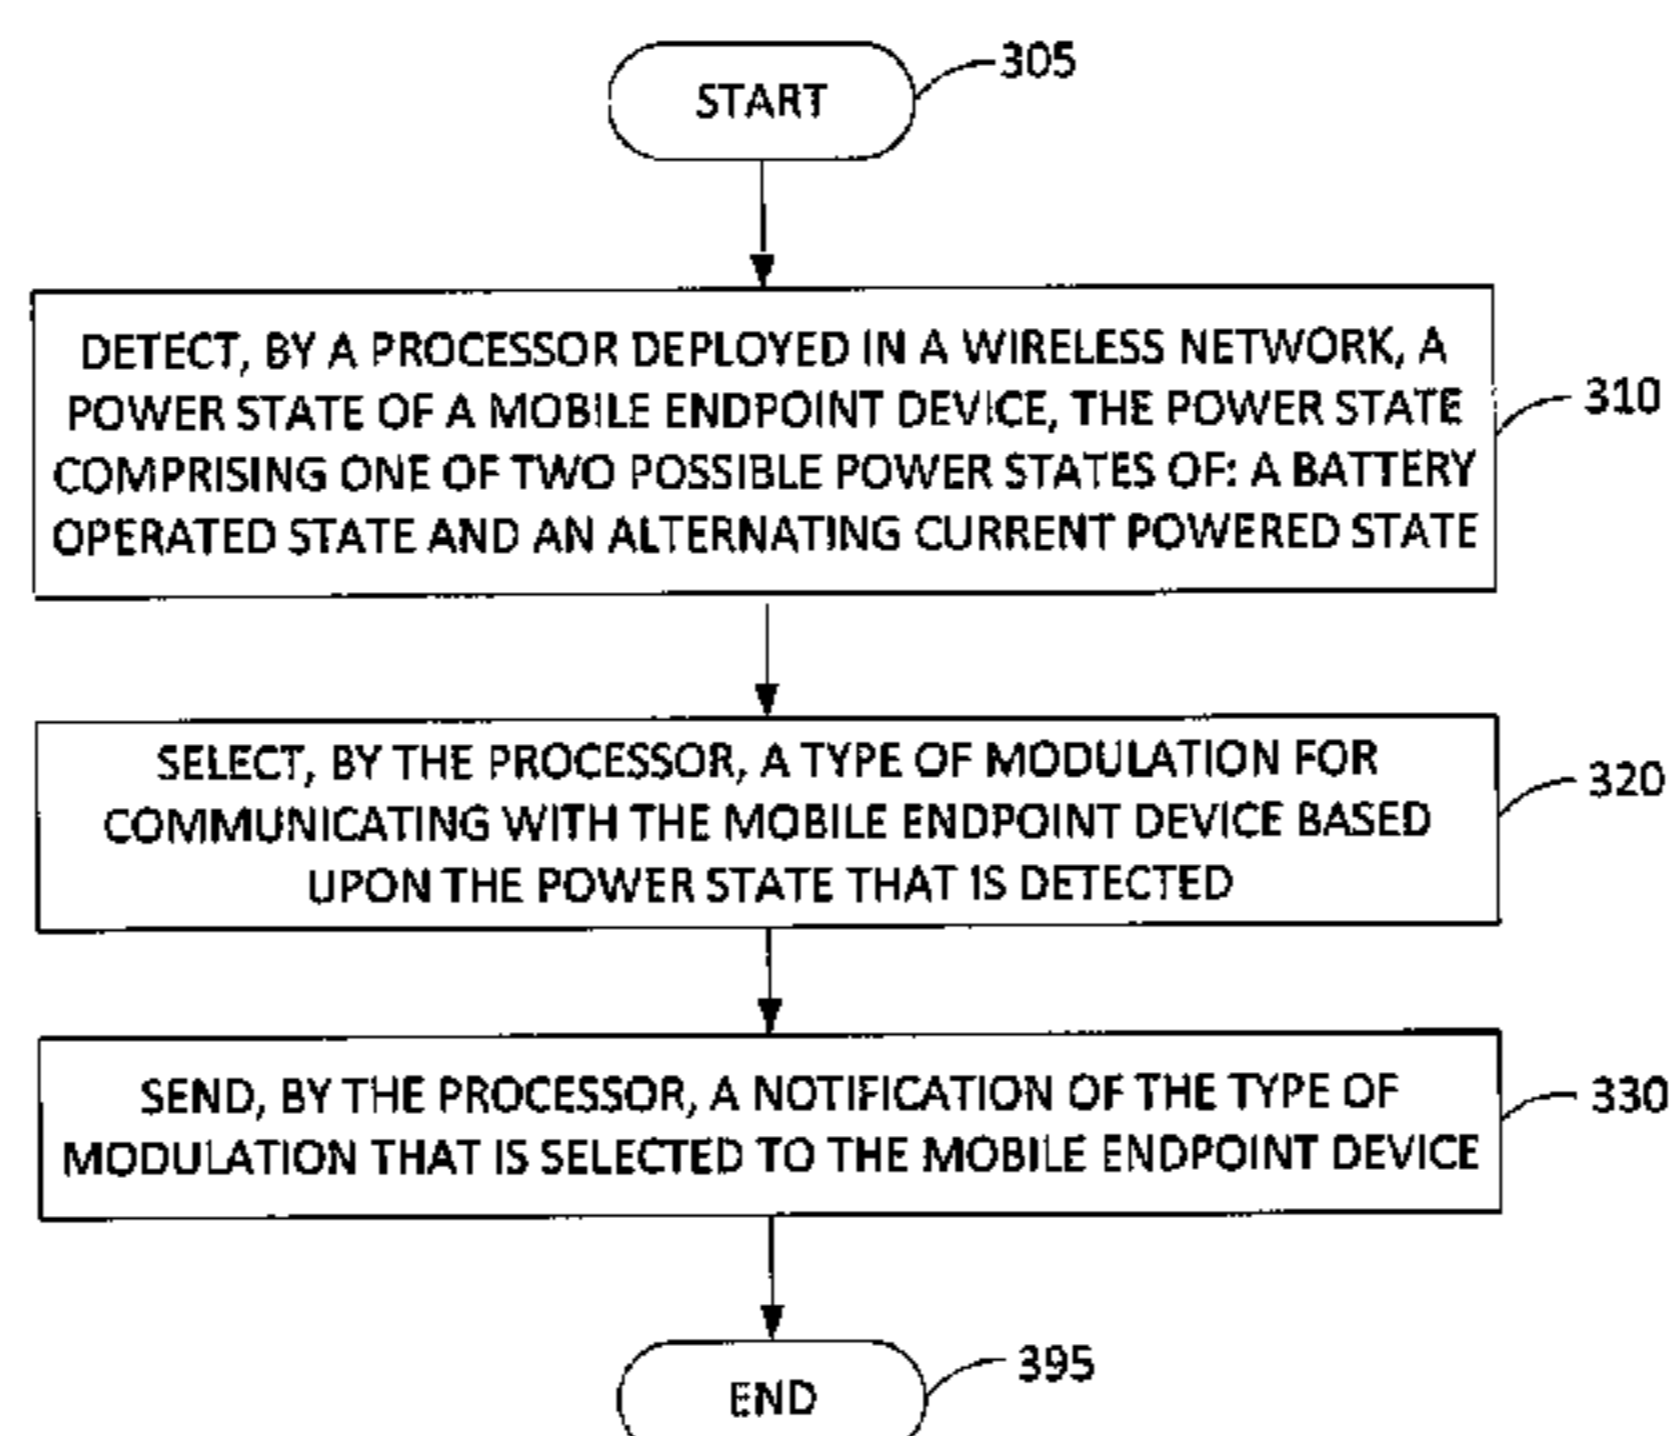 START
305
DETECT, BY A PROCESSOR DEPLOYED IN A WIRELESS NETWORK, A
POWER STATE OF A MOBILE ENDPOINT DEVICE, THE POWER STATE
COMPRISING ONE OF TWO POSSIBLE POWER STATES OF: A BATTERY
OPERATED STATE AND AN ALTERNATING CURRENT POWERED STATE
310
SELECT, BY THE PROCESSOR, A TYPE OF MODULATION FOR
COMMUNICATING WITH THE MOBILE ENDPOINT DEVICE BASED
UPON THE POWER STATE THAT IS DETECTED
320
SEND, BY THE PROCESSOR, A NOTIFICATION OF THE TYPE OF
MODULATION THAT IS SELECTED TO THE MOBILE ENDPOINT DEVICE
330
END
395